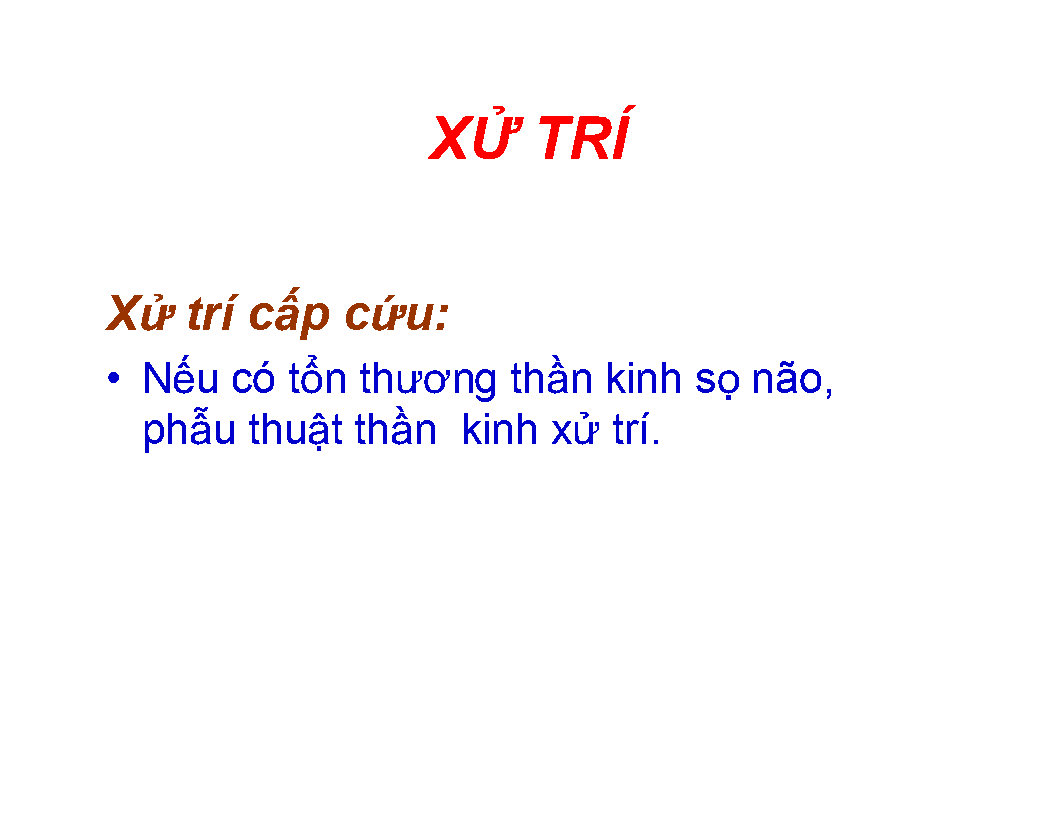 XỬ TRÍ
Xử trí cấp cứu:
• Nếu có tổn thương thần kinh sọ não,
phẫu thuật thần kinh xử trí.